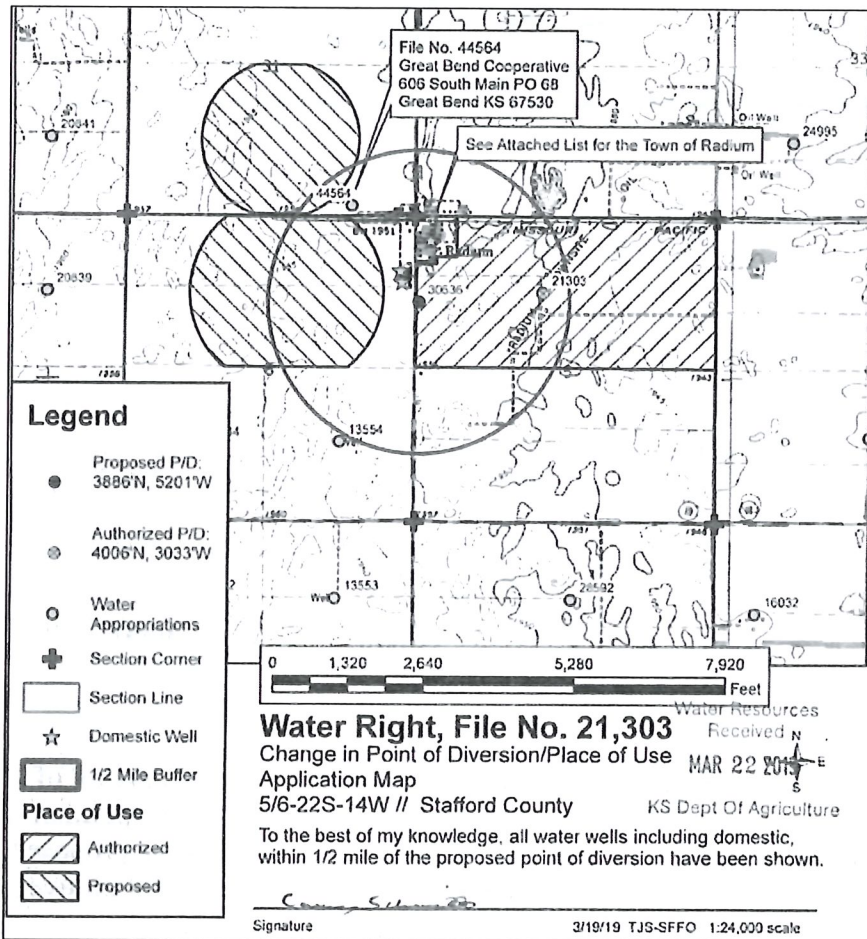 File No. 44564
Great Bend Cooperative
606 South Main PO 68
Great Bend KS 67530
See Attached List for the Town of Radium
Oil Well
24995
Oil Well
20841
44564
OIL
MISSOURI PACIFIC
Radium
20839
30636
21303
RADIUM
13554
13553
28592
16032
Legend
Proposed P/D:
3886'N, 5201'W
Authorized P/D:
4006'N, 3033'W
Water
Appropriations
Section Corner
Section Line
Domestic Well
1/2 Mile Buffer
Place of Use
Authorized
Proposed
0 1,320 2,640 5,280 7,920
Feet
Water Right, File No. 21,303
Change in Point of Diversion/Place of Use
Application Map
5/6-22S-14W // Stafford County
Water Resources
Received
MAR 22 2019
KS Dept Of Agriculture
N
E
S
To the best of my knowledge, all water wells including domestic,
within 1/2 mile of the proposed point of diversion have been shown.
Signature
3/19/19 TJS-SFFO 1:24,000 scale